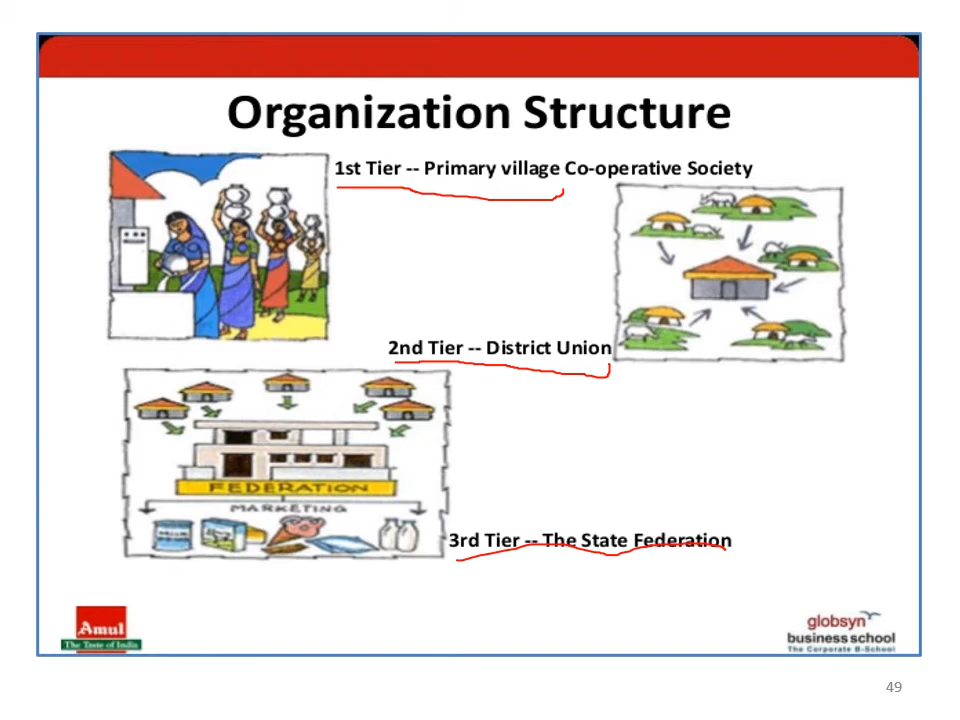 Organization Structure
1st Tier -- Primary village Co-operative Society
2nd Tier -- District Union
FEDERATION
MARKETING
3rd Tier -- The State Federation
Amul
The Taste of India
globsyn
business school
The Corporate B-School
49